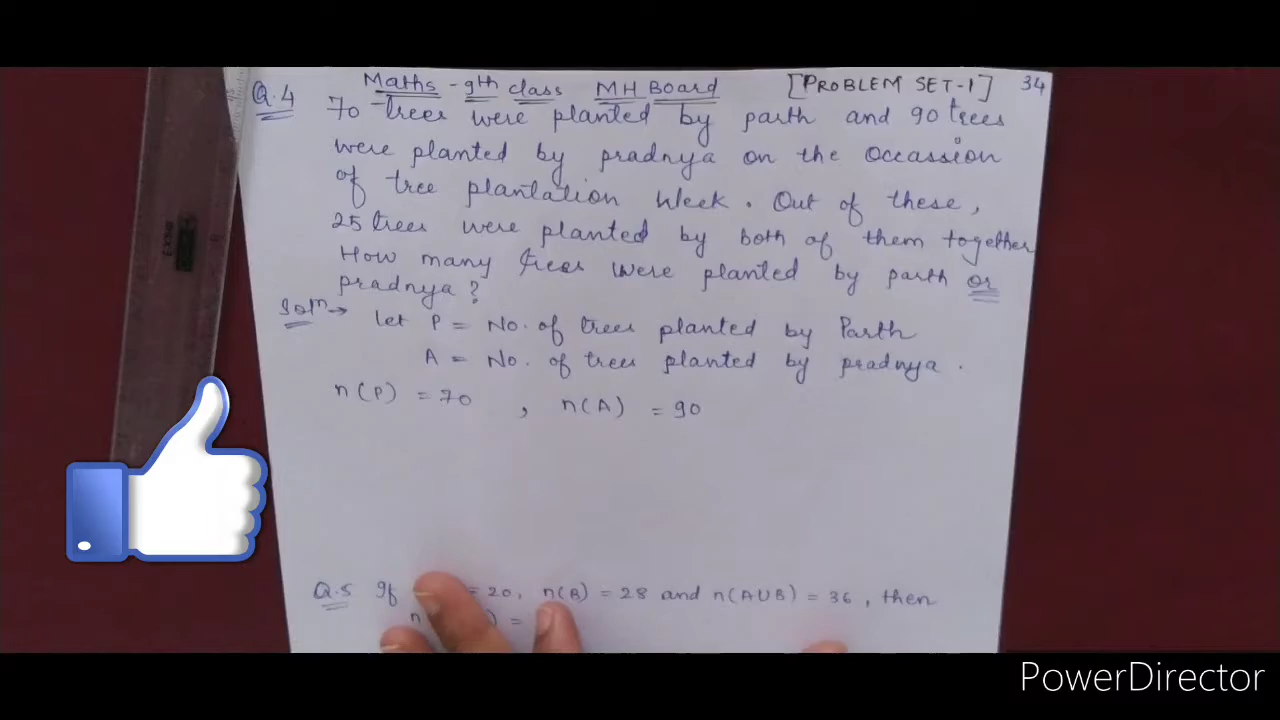 Maths - 9th class MH Board [PROBLEM SET-1] 34
Q.4 70 trees were planted by parth and 90 trees
were planted by pradnya on the occassion
of tree plantation week. Out of these,
25 trees were planted by both of them together
How many trees were planted by parth or
pradnya?
Soln → let P = No. of trees planted by Parth
A = No. of trees planted by pradnya.
n(P) = 70 , n(A) = 90
Q.5 If = 20, n(B) = 28 and n(A∪B) = 36, then
n ) =
PowerDirector